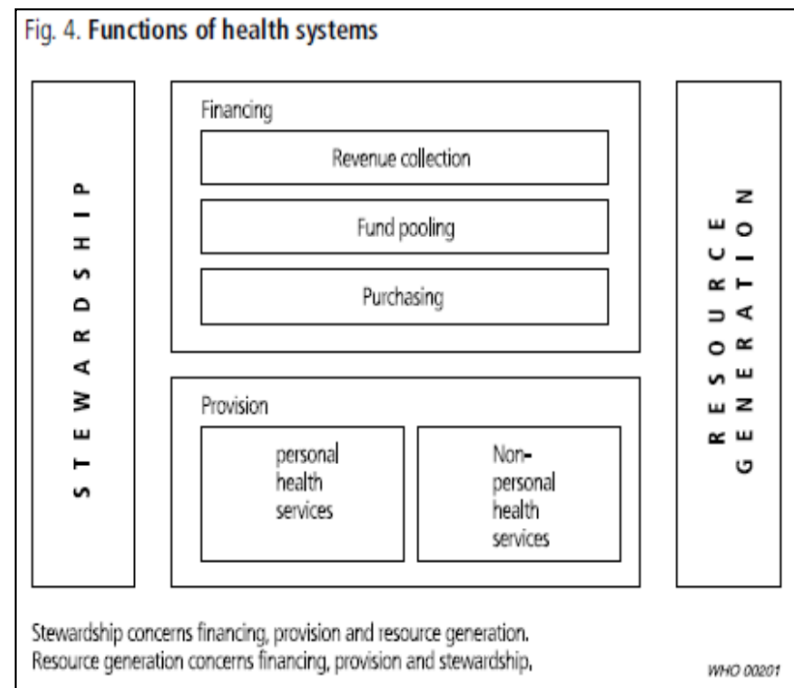 Fig. 4. Functions of health systems
STEWARDSHIP
Financing
Revenue collection
Fund pooling
Purchasing
Provision
personal
health
services
Non-
personal
health
services
RESOURCE
GENERATION
Stewardship concerns financing, provision and resource generation.
Resource generation concerns financing, provision and stewardship,
WHO 00201